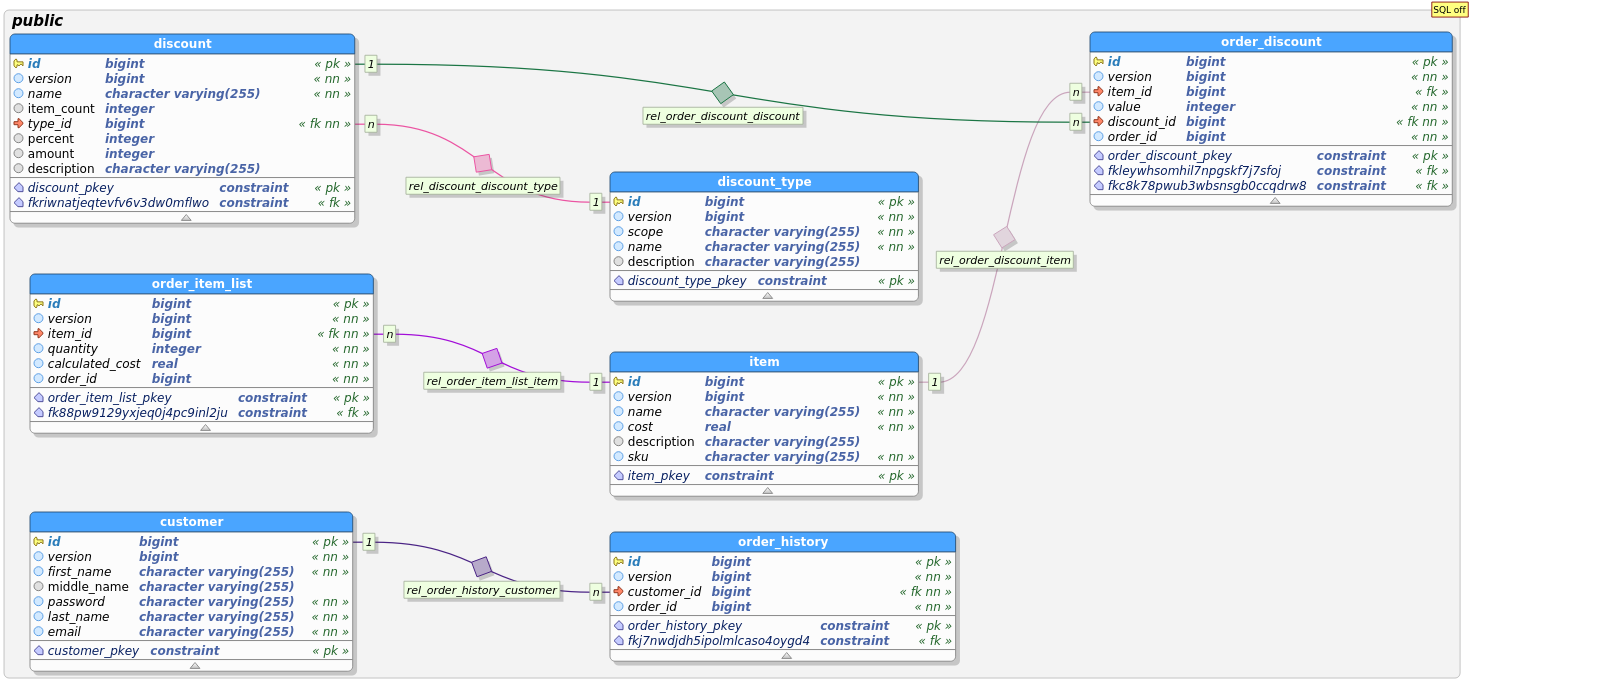 public
SQL off
discount
id bigint « pk »
version bigint « nn »
name character varying(255) « nn »
item_count integer
type_id bigint « fk nn »
percent integer
amount integer
description character varying(255)
discount_pkey constraint « pk »
fkriwnatjeqtevfv6v3dw0mflwo constraint « fk »
1
n
rel_order_discount_discount
rel_discount_discount_type
n
n
order_discount
id bigint « pk »
version bigint « nn »
item_id bigint « fk »
value integer « nn »
discount_id bigint « fk nn »
order_id bigint « nn »
order_discount_pkey constraint « pk »
fkleywhsomhil7npgskf7j7sfoj constraint « fk »
fkc8k78pwub3wbsnsgb0ccqdrw8 constraint « fk »
1
discount_type
id bigint « pk »
version bigint « nn »
scope character varying(255) « nn »
name character varying(255) « nn »
description character varying(255)
discount_type_pkey constraint « pk »
rel_order_discount_item
order_item_list
id bigint « pk »
version bigint « nn »
item_id bigint « fk nn »
quantity integer « nn »
calculated_cost real « nn »
order_id bigint « nn »
order_item_list_pkey constraint « pk »
fk88pw9129yxjeq0j4pc9inl2ju constraint « fk »
n
rel_order_item_list_item
1
item
id bigint « pk »
version bigint « nn »
name character varying(255) « nn »
cost real « nn »
description character varying(255)
sku character varying(255) « nn »
item_pkey constraint « pk »
1
customer
id bigint « pk »
version bigint « nn »
first_name character varying(255) « nn »
middle_name character varying(255)
password character varying(255) « nn »
last_name character varying(255) « nn »
email character varying(255) « nn »
customer_pkey constraint « pk »
1
rel_order_history_customer
n
order_history
id bigint « pk »
version bigint « nn »
customer_id bigint « fk nn »
order_id bigint « nn »
order_history_pkey constraint « pk »
fkj7nwdjdh5ipolmlcaso4oygd4 constraint « fk »